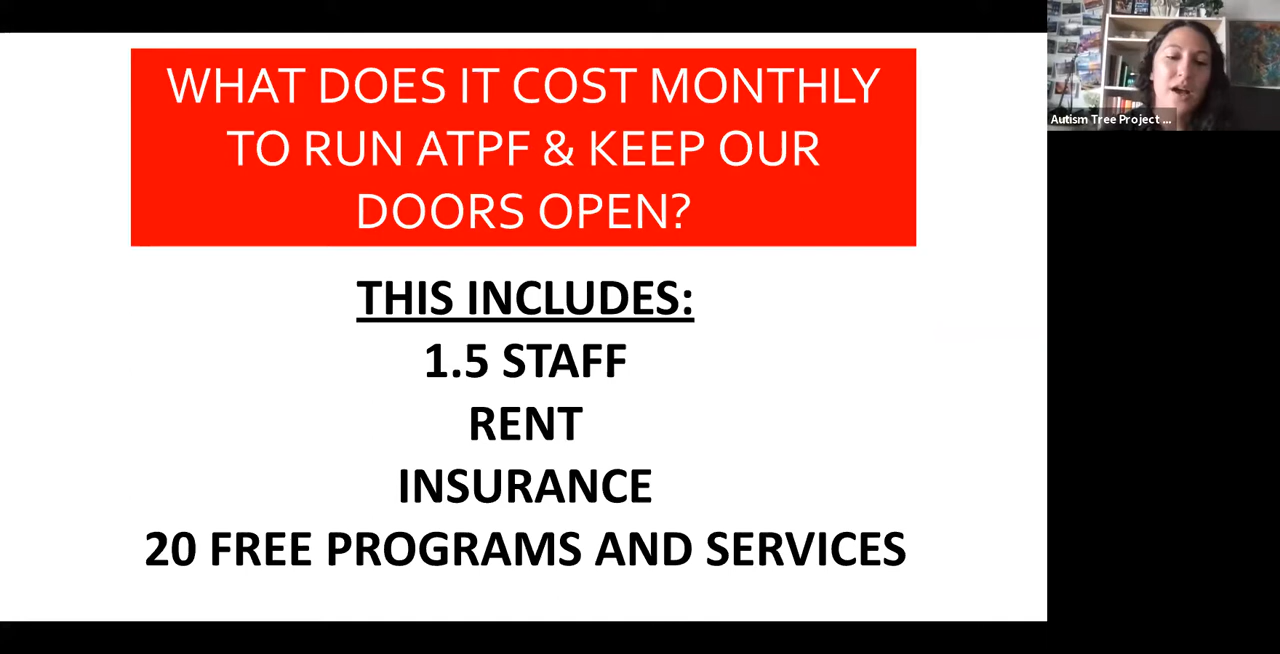 WHAT DOES IT COST MONTHLY
TO RUN ATPF & KEEP OUR
DOORS OPEN?
THIS INCLUDES:
1.5 STAFF
RENT
INSURANCE
20 FREE PROGRAMS AND SERVICES
Autism Tree Project ...